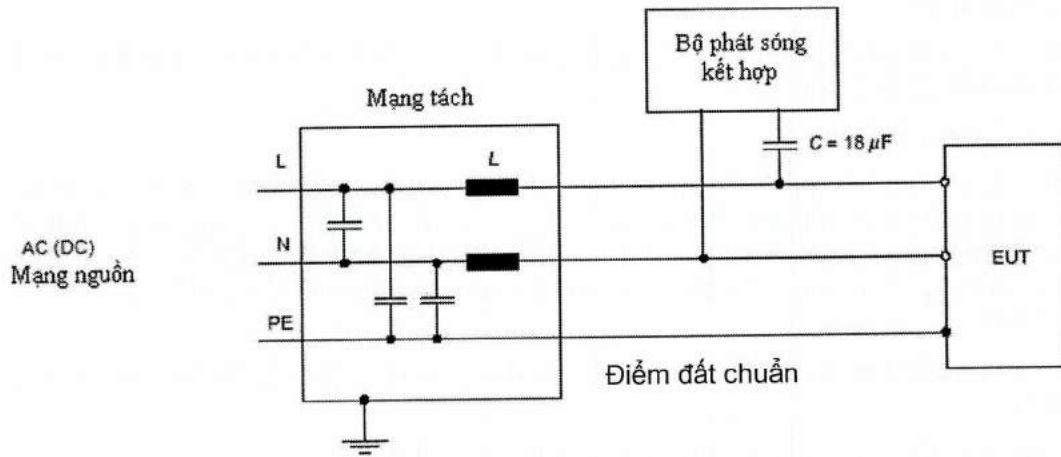 Bộ phát sóng
kết hợp
Mạng tách
C = 18 µF
L
L
N
AC (DC)
Mạng nguồn
EUT
PE
Điểm đất chuẩn